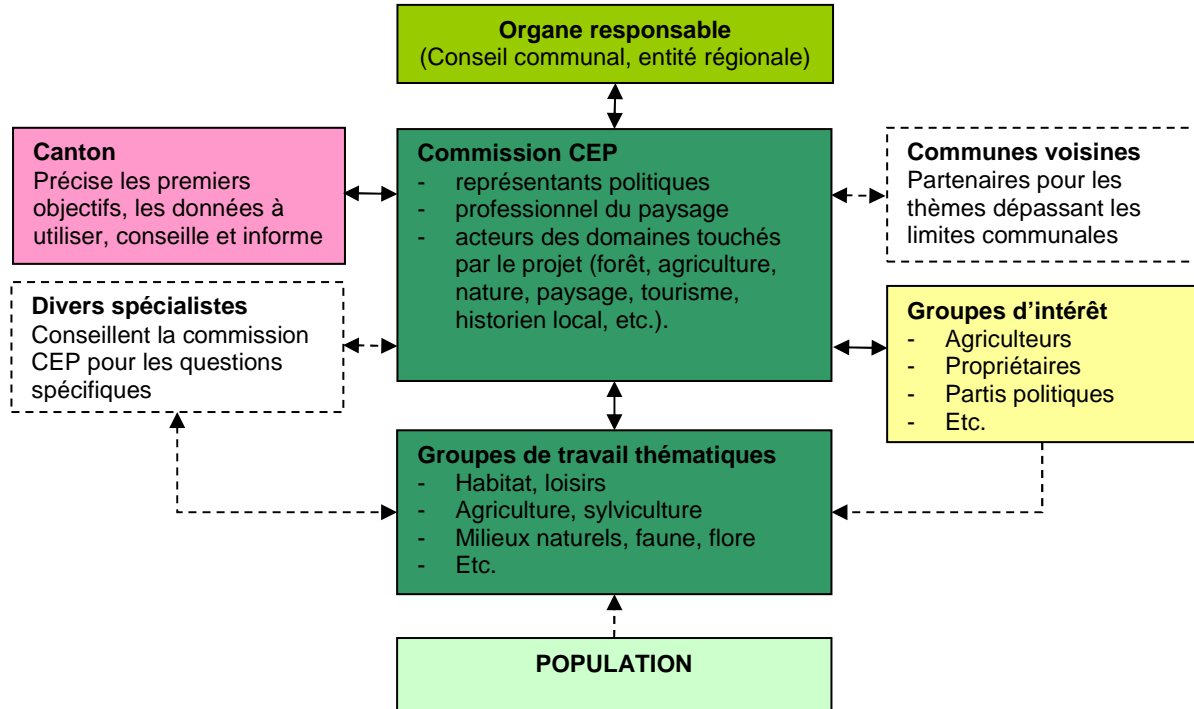 Organe responsable
(Conseil communal, entité régionale)
Canton
Précise les premiers
objectifs, les données à
utiliser, conseille et informe
Commission CEP
- représentants politiques
- professionnel du paysage
- acteurs des domaines touchés
par le projet (forêt, agriculture,
nature, paysage, tourisme,
historien local, etc.).
Communes voisines
Partenaires pour les
thèmes dépassant les
limites communales
Divers spécialistes
Conseillent la commission
CEP pour les questions
spécifiques
Groupes d’intérêt
- Agriculteurs
- Propriétaires
- Partis politiques
- Etc.
Groupes de travail thématiques
- Habitat, loisirs
- Agriculture, sylviculture
- Milieux naturels, faune, flore
- Etc.
POPULATION